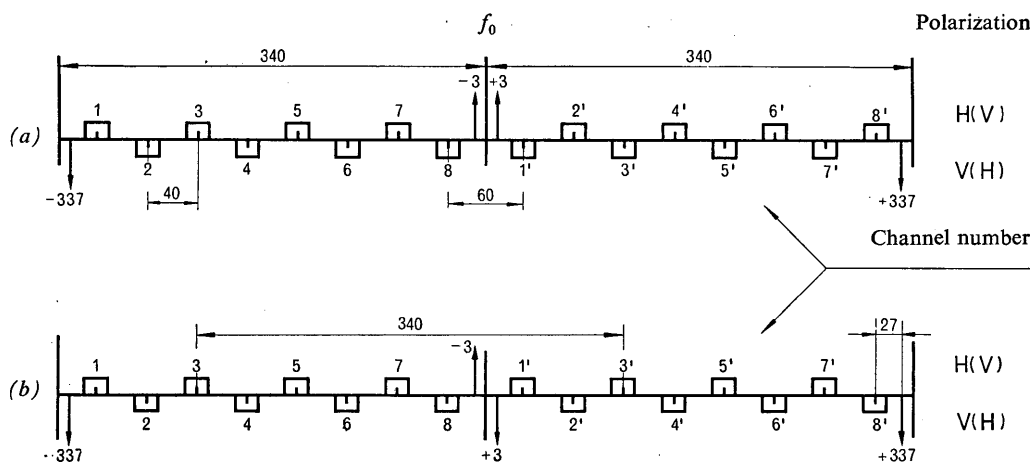 f₀ Polarization
340 340
−3 +3
1 3 5 7 2' 4' 6' 8' H(V)
(a)
2 4 6 8 1' 3' 5' 7' V(H)
−337 40 60 +337
Channel number
340 27
−3
1 3 5 7 1' 3' 5' 7' H(V)
(b)
2 4 6 8 2' 4' 6' 8' V(H)
−337 +3 +337